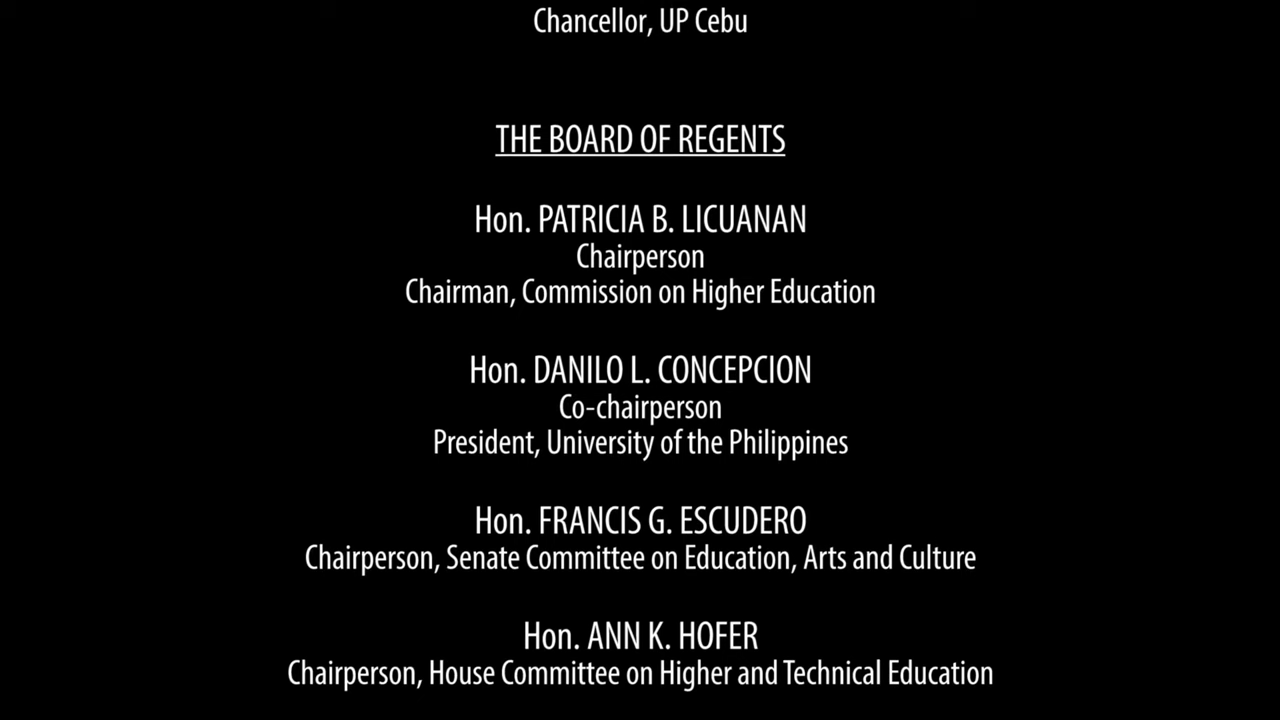 Chancellor, UP Cebu
THE BOARD OF REGENTS
Hon. PATRICIA B. LICUANAN
Chairperson
Chairman, Commission on Higher Education
Hon. DANILO L. CONCEPCION
Co-chairperson
President, University of the Philippines
Hon. FRANCIS G. ESCUDERO
Chairperson, Senate Committee on Education, Arts and Culture
Hon. ANN K. HOFER
Chairperson, House Committee on Higher and Technical Education